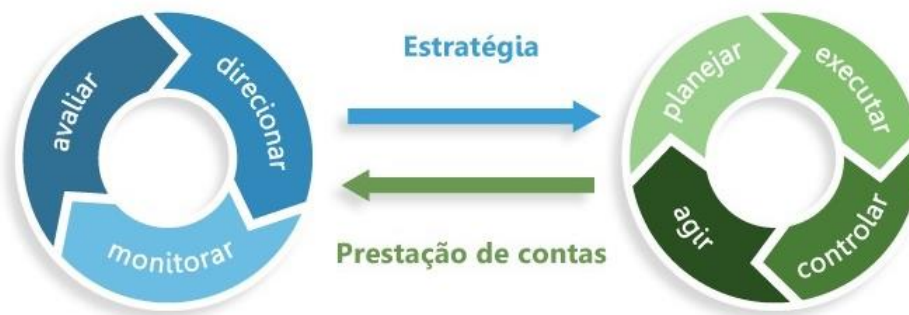 avaliar
direcionar
monitorar
Estratégia
Prestação de contas
planejar
executar
controlar
agir